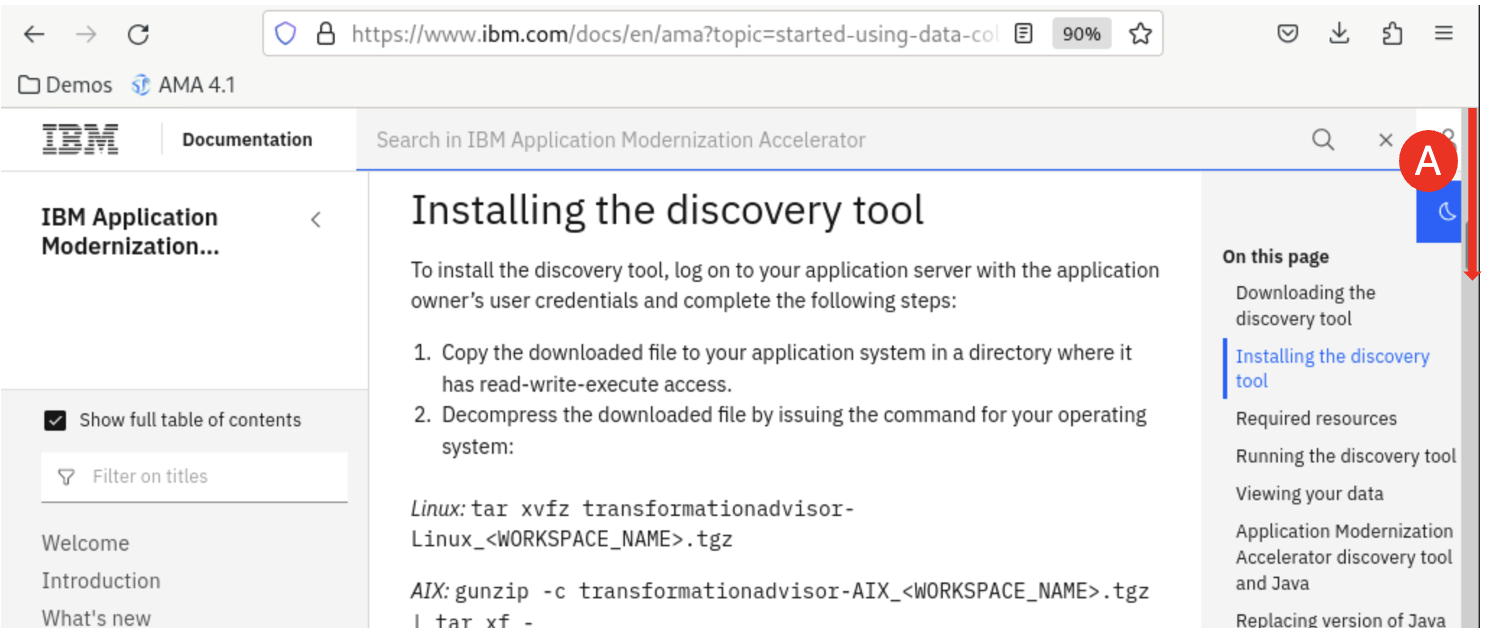 https://www.ibm.com/docs/en/ama?topic=started-using-data-col
90%
Demos
AMA 4.1
IBM
Documentation
Search in IBM Application Modernization Accelerator
A
IBM Application
Modernization...
Show full table of contents
Filter on titles
Welcome
Introduction
What's new
Installing the discovery tool
To install the discovery tool, log on to your application server with the application
owner's user credentials and complete the following steps:
1. Copy the downloaded file to your application system in a directory where it
has read-write-execute access.
2. Decompress the downloaded file by issuing the command for your operating
system:
Linux: tar xvfz transformationadvisor-
Linux_<WORKSPACE_NAME>.tgz
AIX: gunzip -c transformationadvisor-AIX_<WORKSPACE_NAME>.tgz
| tar xf -
On this page
Downloading the
discovery tool
Installing the discovery
tool
Required resources
Running the discovery tool
Viewing your data
Application Modernization
Accelerator discovery tool
and Java
Replacing version of Java